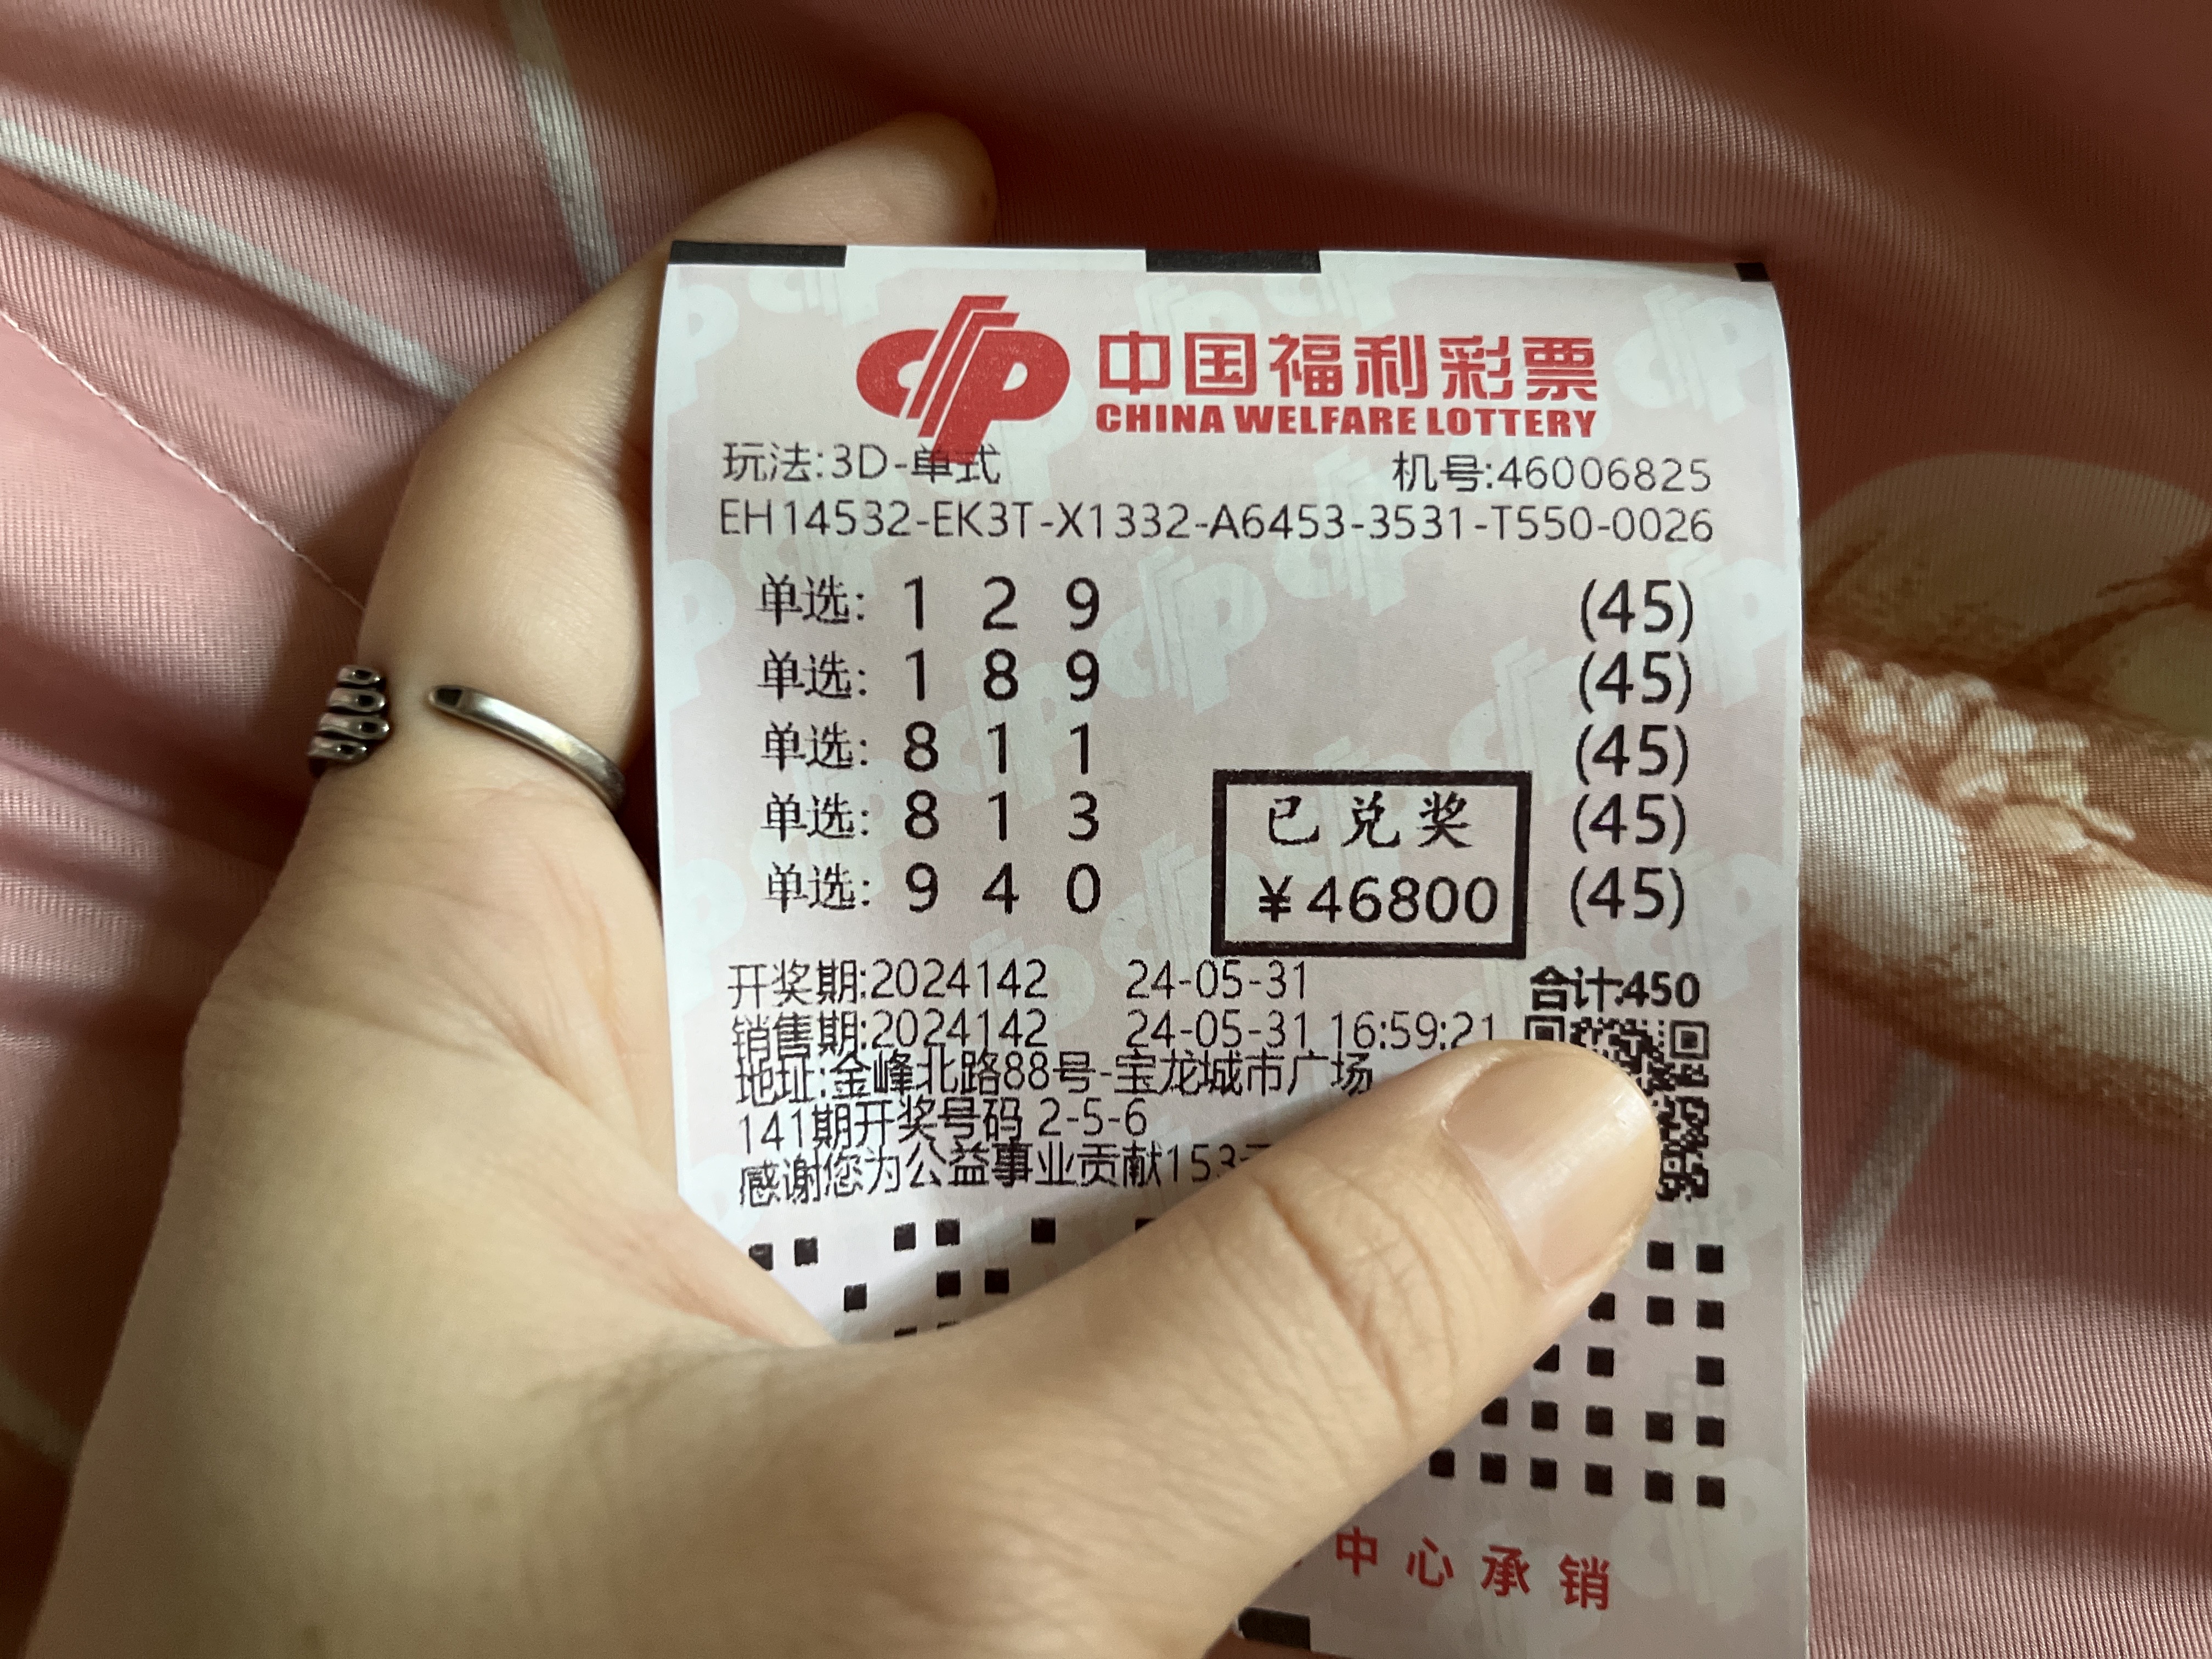 中国福利彩票
CHINA WELFARE LOTTERY
玩法:3D-单式 机号:46006825
EH14532-EK3T-X1332-A6453-3531-T550-0026
单选: 1 2 9 (45)
单选: 1 8 9 (45)
单选: 8 1 1 (45)
单选: 8 1 3 (45)
单选: 9 4 0 (45)
已兑奖
¥46800
开奖期:2024142 24-05-31 合计:450
销售期:2024142 24-05-31 16:59:21
地址:金峰北路88号-宝龙城市广场
141期开奖号码 2-5-6
感谢您为公益事业贡献153
中心承销